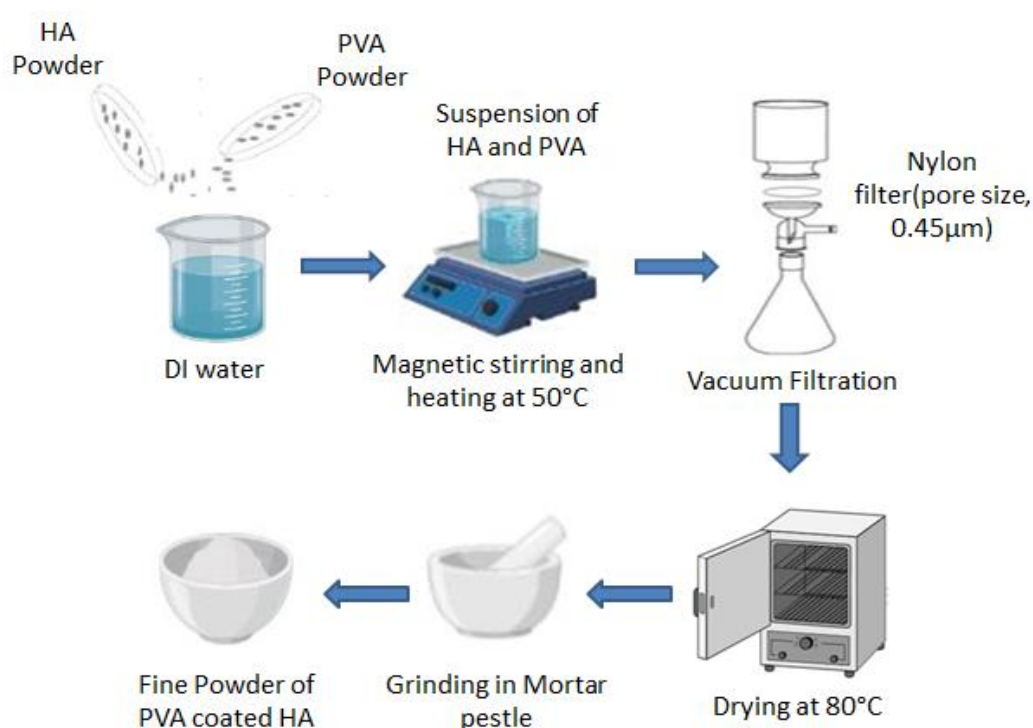 HA
Powder
PVA
Powder
Suspension of
HA and PVA
Nylon
filter(pore size,
0.45μm)
DI water
Magnetic stirring and
heating at 50°C
Vacuum Filtration
Fine Powder of
PVA coated HA
Grinding in Mortar
pestle
Drying at 80°C